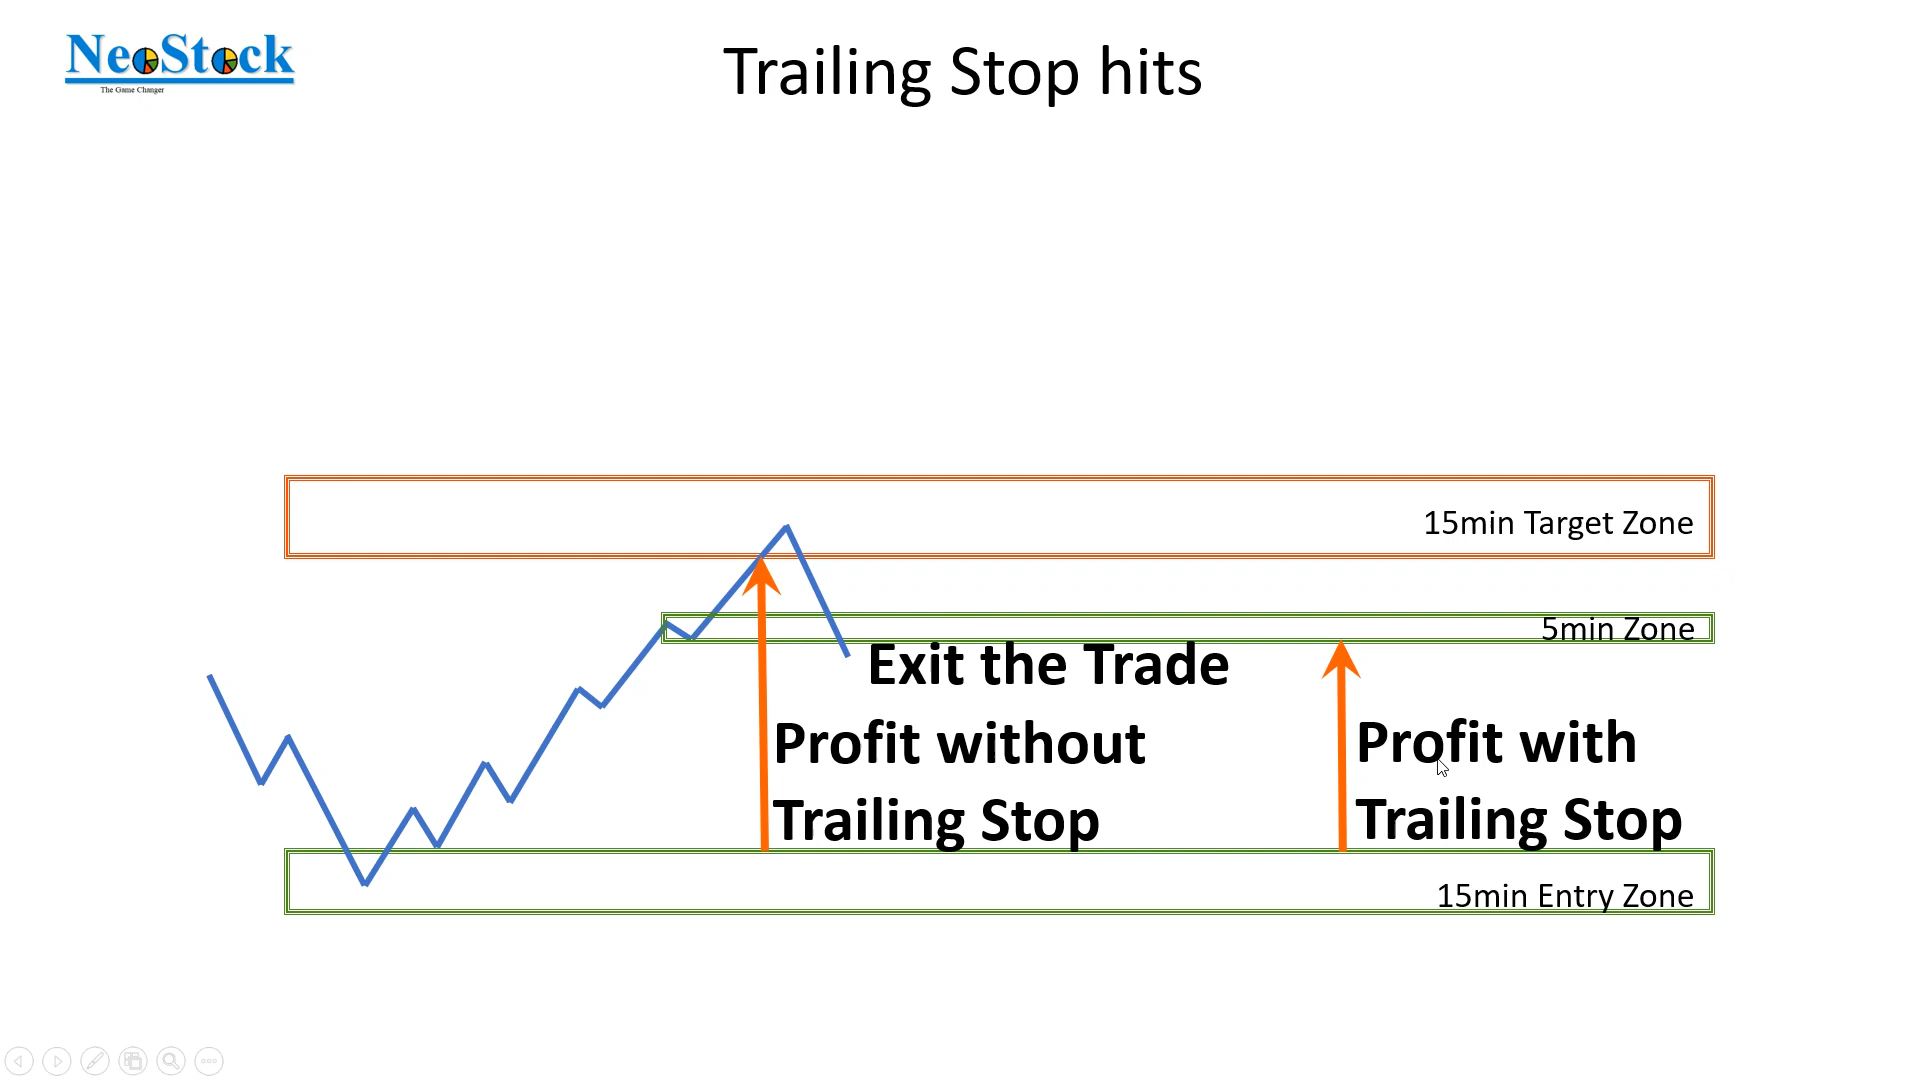 NeoStock
The Game Changer
Trailing Stop hits
15min Target Zone
5min Zone
Exit the Trade
Profit without
Trailing Stop
Profit with
Trailing Stop
15min Entry Zone